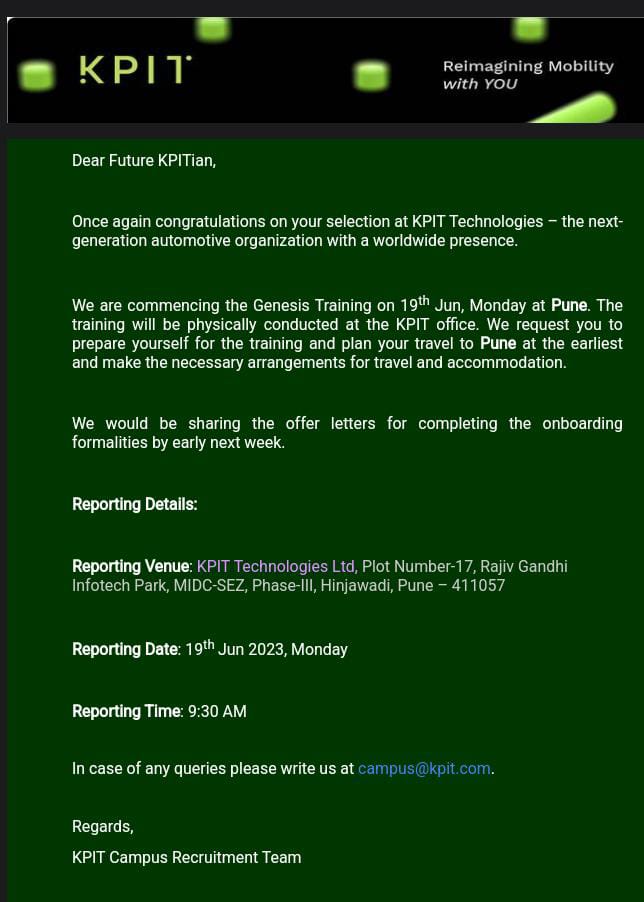 KPIT
Reimagining Mobility
with YOU
Dear Future KPITian,
Once again congratulations on your selection at KPIT Technologies – the next-
generation automotive organization with a worldwide presence.
We are commencing the Genesis Training on 19th Jun, Monday at Pune. The
training will be physically conducted at the KPIT office. We request you to
prepare yourself for the training and plan your travel to Pune at the earliest
and make the necessary arrangements for travel and accommodation.
We would be sharing the offer letters for completing the onboarding
formalities by early next week.
Reporting Details:
Reporting Venue: KPIT Technologies Ltd, Plot Number-17, Rajiv Gandhi
Infotech Park, MIDC-SEZ, Phase-III, Hinjawadi, Pune – 411057
Reporting Date: 19th Jun 2023, Monday
Reporting Time: 9:30 AM
In case of any queries please write us at campus@kpit.com.
Regards,
KPIT Campus Recruitment Team